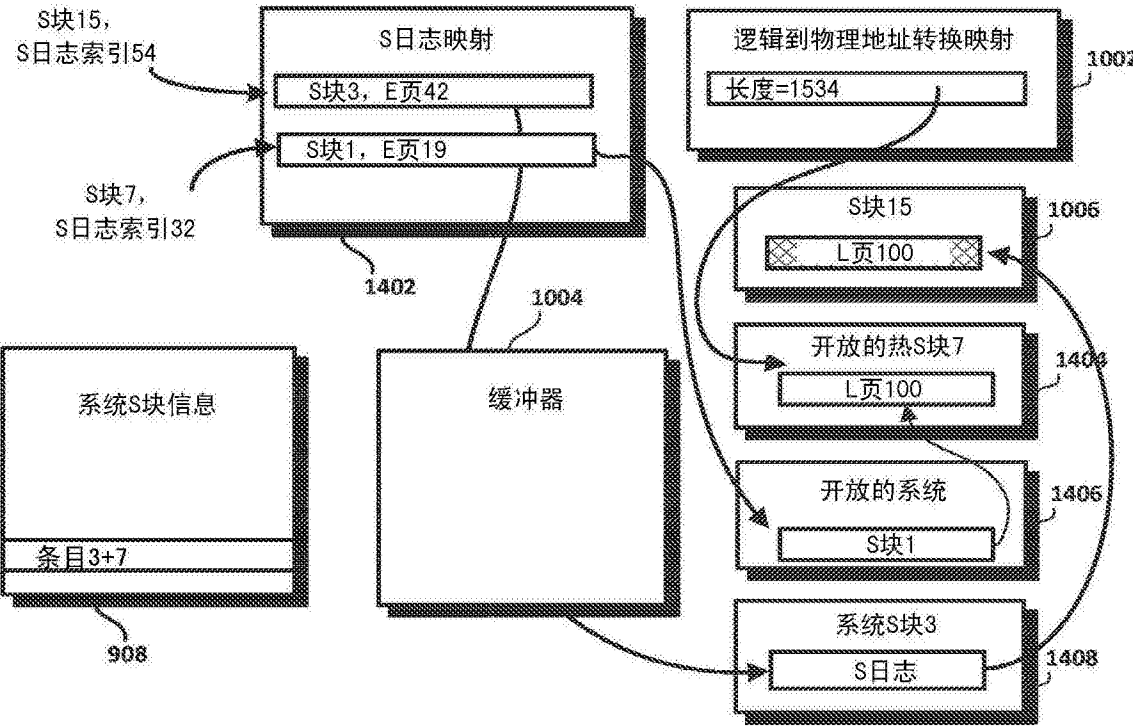 S块15,
S日志索引54
S日志映射
S块3, E页42
S块1, E页19
S块7,
S日志索引32
1402
逻辑到物理地址转换映射
长度=1534
1002
S块15
L页100
1006
1004
开放的热S块7
L页100
1404
系统S块信息
条目3+7
908
缓冲器
开放的系统
S块1
1406
系统S块3
S日志
1408